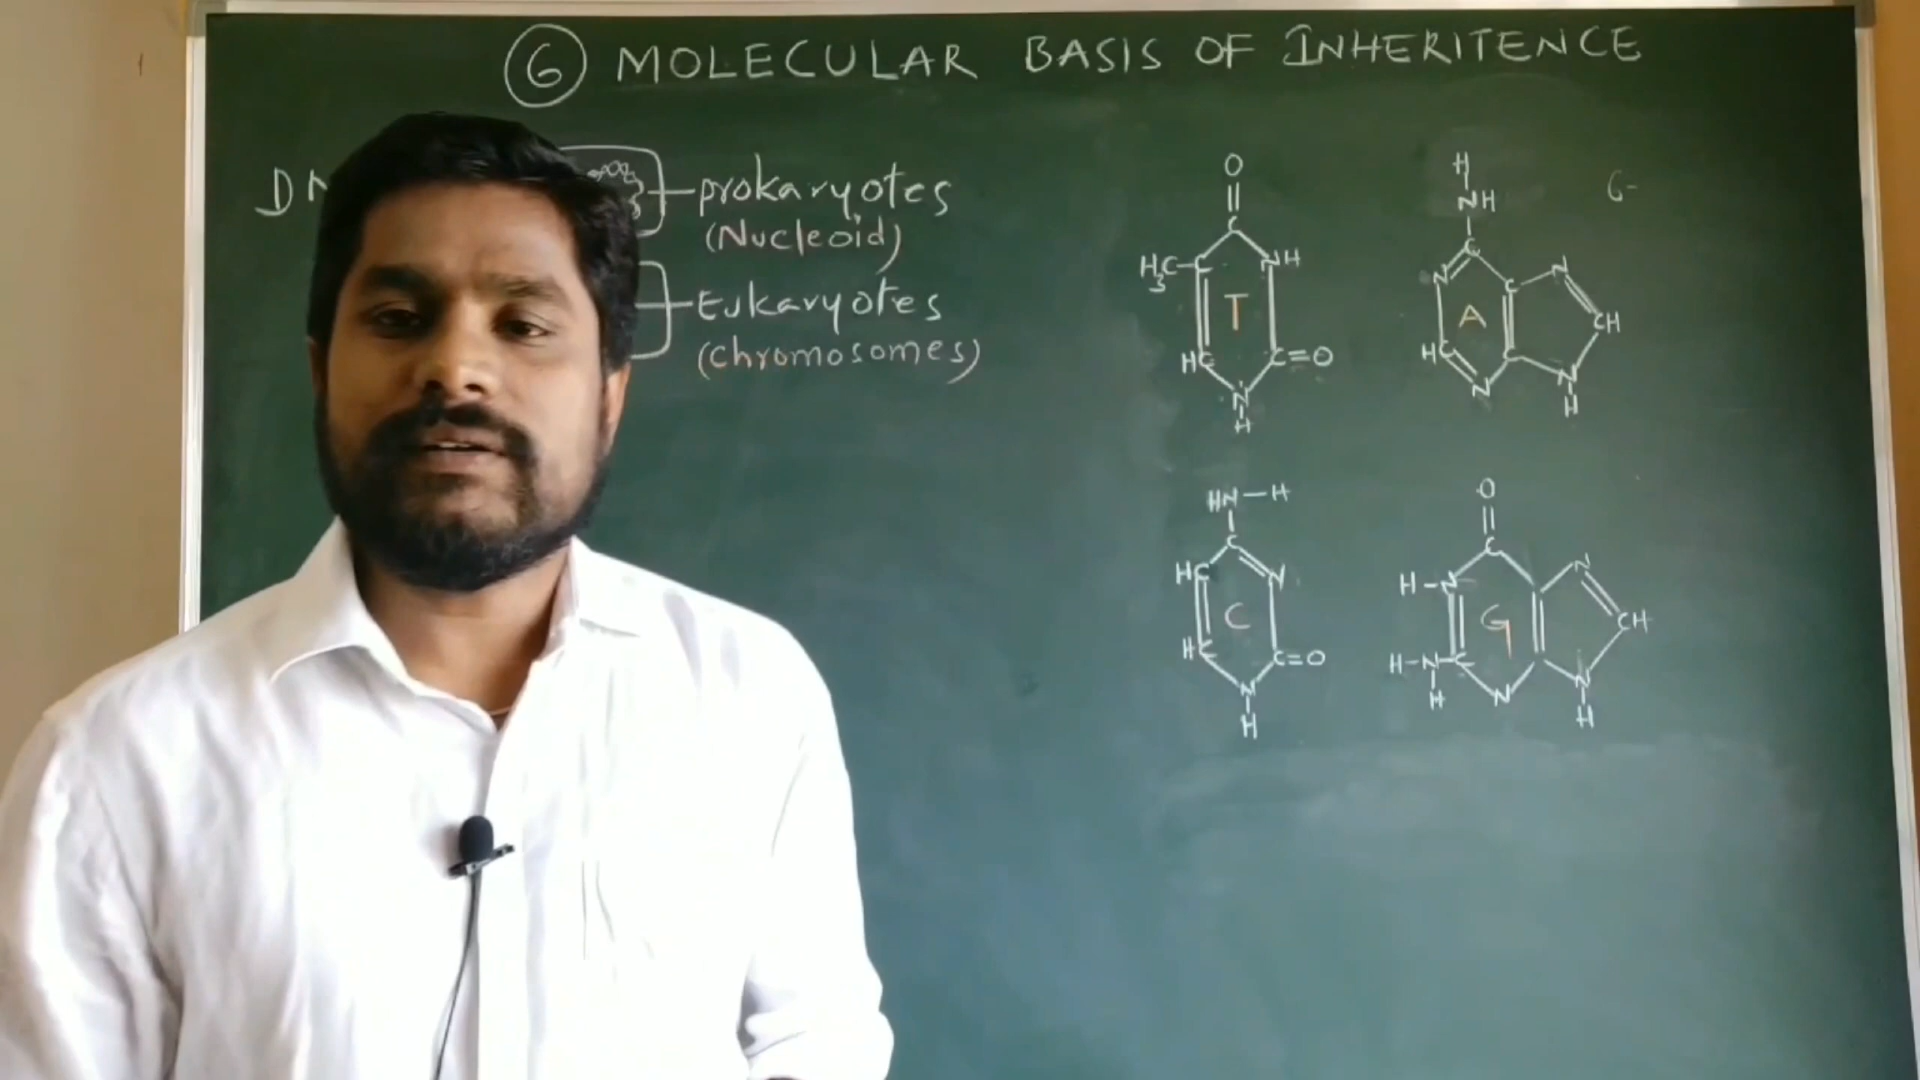 6 MOLECULAR BASIS OF INHERITENCE
prokaryotes
(Nucleoid)
Eukaryotes
(chromosomes)
O
C
H3C-C NH
T
HC C=O
N
H
H
NH
C
N C N
A CH
HC C N
N H
HN-H
C
HC N
C
HC C=O
N
H
O
C
H-N N
G CH
H-N-C N
H N H